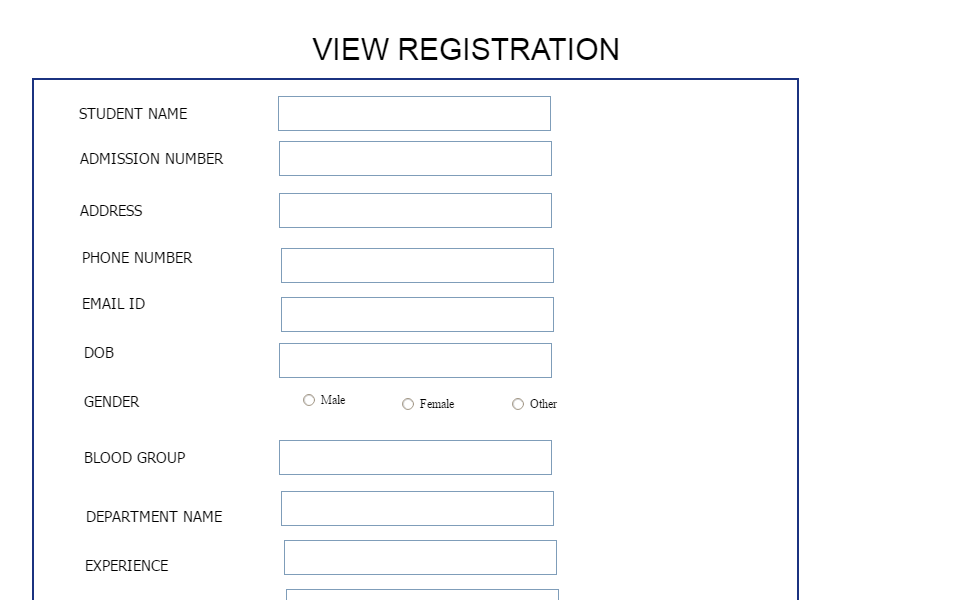 VIEW REGISTRATION
STUDENT NAME
ADMISSION NUMBER
ADDRESS
PHONE NUMBER
EMAIL ID
DOB
GENDER Male Female Other
BLOOD GROUP
DEPARTMENT NAME
EXPERIENCE